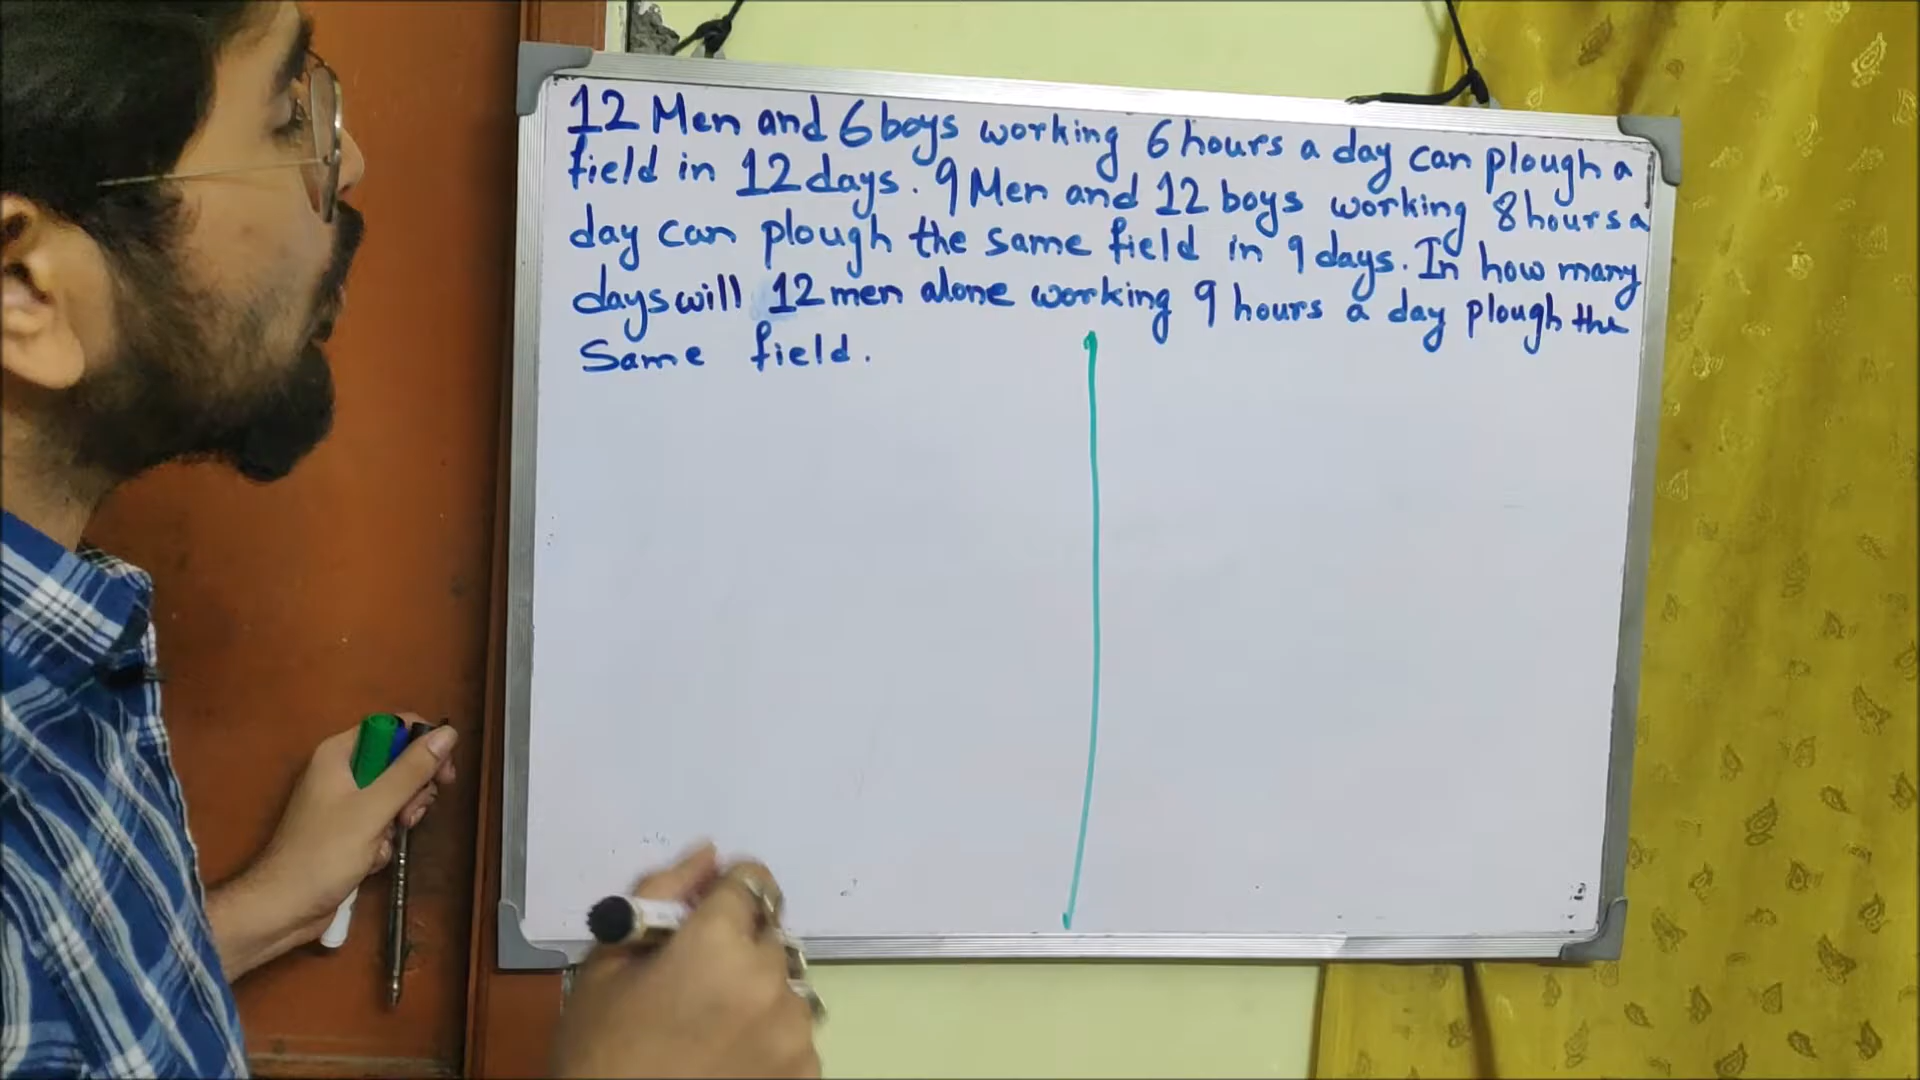 12 Men and 6 boys working 6 hours a day can plough a
field in 12 days. 9 Men and 12 boys working 8 hours a
day can plough the same field in 9 days. In how many
days will 12 men alone working 9 hours a day plough the
Same field.